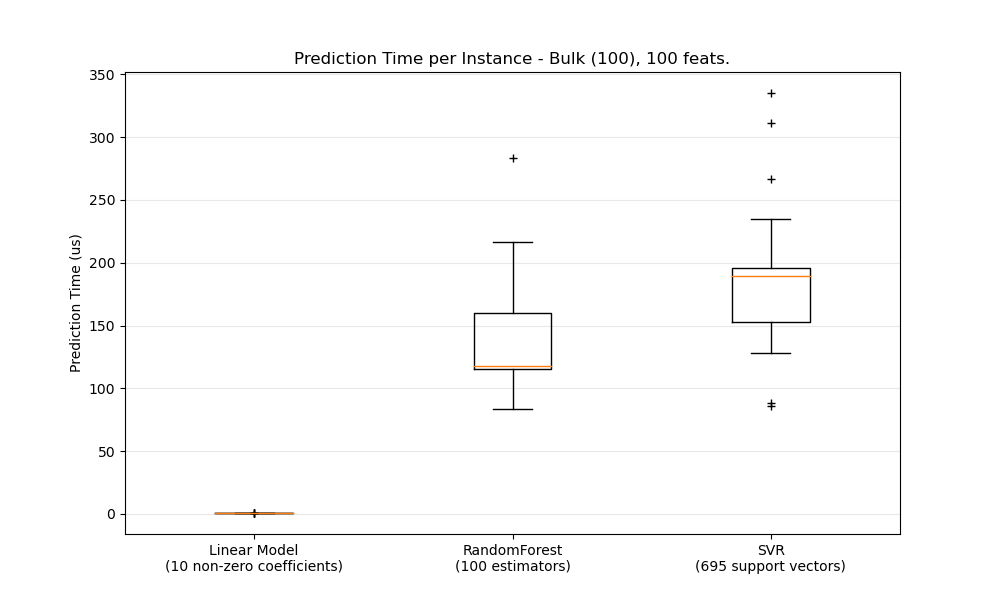 Prediction Time per Instance - Bulk (100), 100 feats.
350
300
250
200
150
100
50
0
Prediction Time (us)
Linear Model
(10 non-zero coefficients)
RandomForest
(100 estimators)
SVR
(695 support vectors)